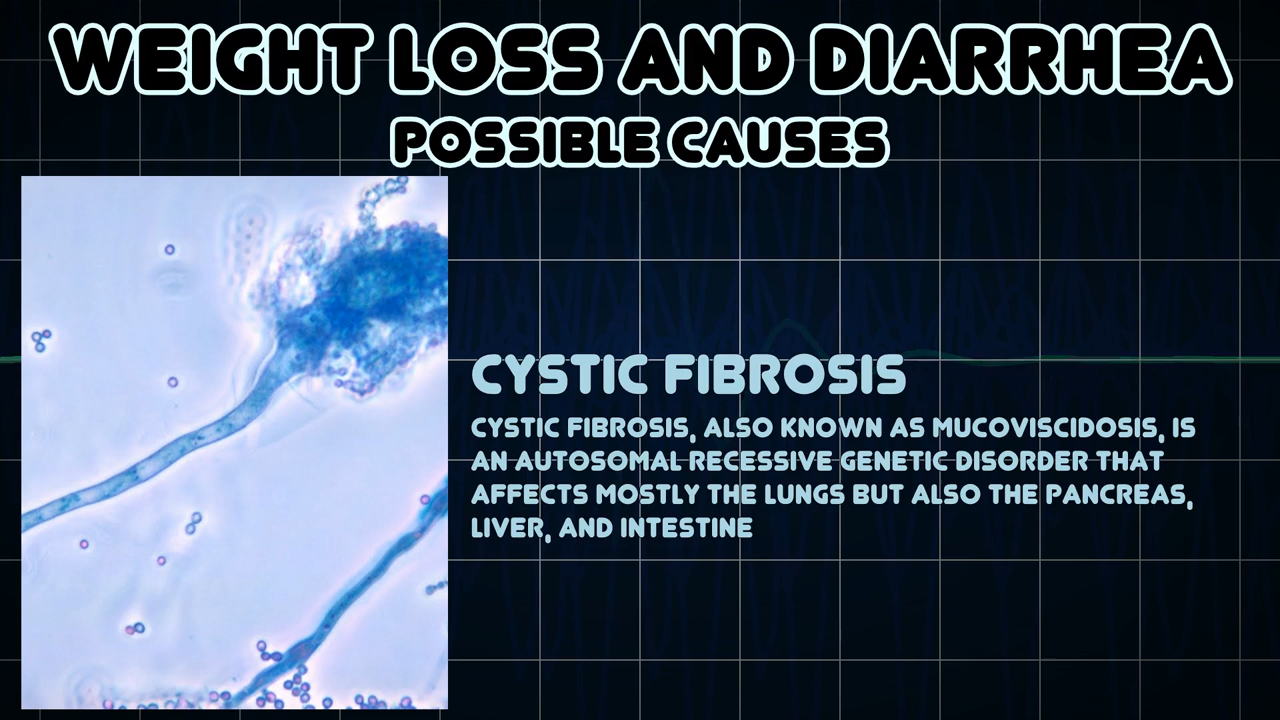 WEIGHT LOSS AND DIARRHEA
POSSIBLE CAUSES
CYSTIC FIBROSIS
CYSTIC FIBROSIS, ALSO KNOWN AS MUCOVISCIDOSIS, IS
AN AUTOSOMAL RECESSIVE GENETIC DISORDER THAT
AFFECTS MOSTLY THE LUNGS BUT ALSO THE PANCREAS,
LIVER, AND INTESTINE